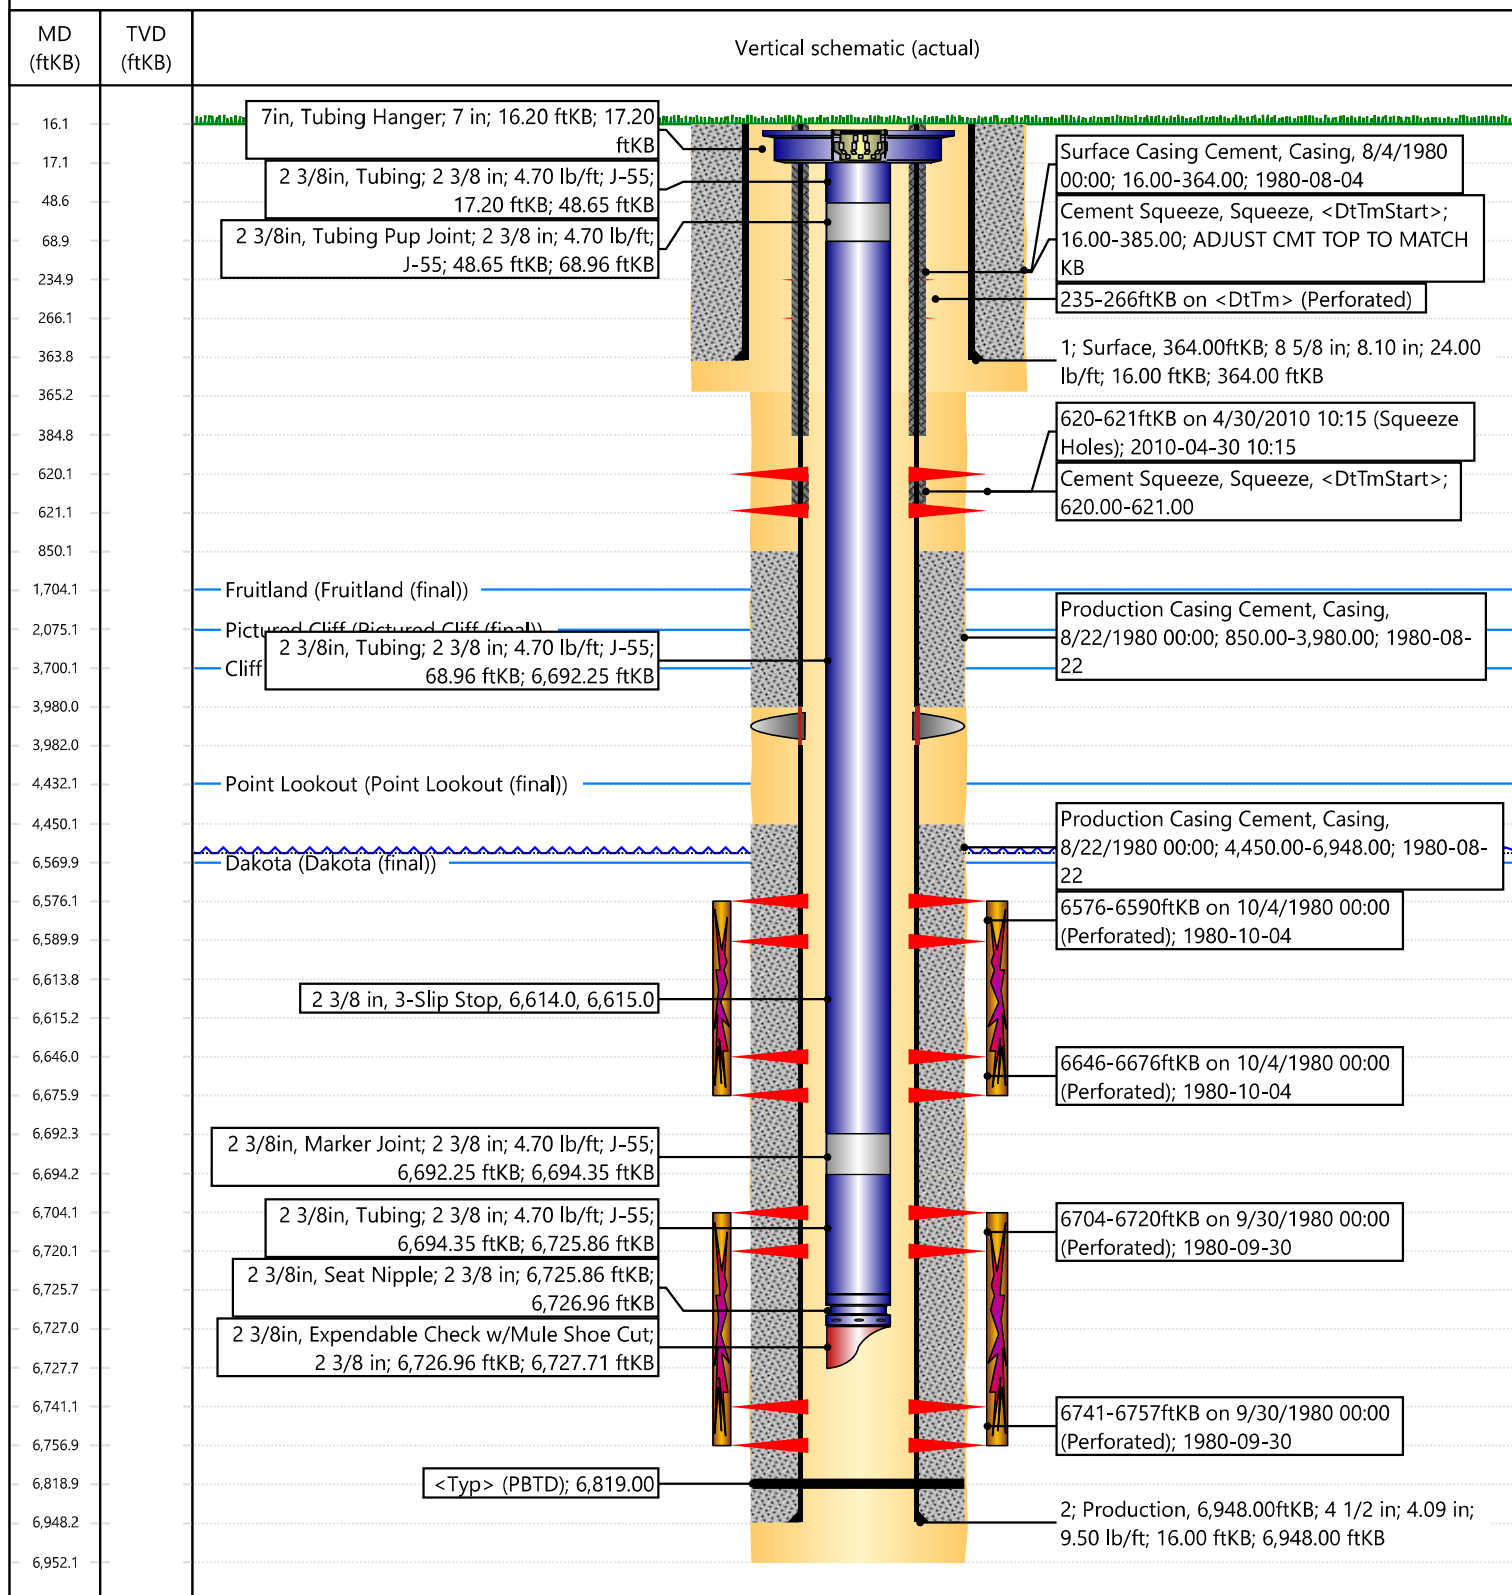 MD
(ftKB)
TVD
(ftKB)
Vertical schematic (actual)
16.1
17.1
48.6
68.9
234.9
266.1
363.8
365.2
384.8
620.1
621.1
850.1
1,704.1
2,075.1
3,700.1
3,980.0
3,982.0
4,432.1
4,450.1
6,569.9
6,576.1
6,589.9
6,613.8
6,615.2
6,646.0
6,675.9
6,692.3
6,694.2
6,704.1
6,720.1
6,725.7
6,727.0
6,727.7
6,741.1
6,756.9
6,818.9
6,948.2
6,952.1
7in, Tubing Hanger; 7 in; 16.20 ftKB; 17.20
ftKB
2 3/8in, Tubing; 2 3/8 in; 4.70 lb/ft; J-55;
17.20 ftKB; 48.65 ftKB
2 3/8in, Tubing Pup Joint; 2 3/8 in; 4.70 lb/ft;
J-55; 48.65 ftKB; 68.96 ftKB
Fruitland (Fruitland (final))
Pictured Cliff (Pictured Cliff (final))
2 3/8in, Tubing; 2 3/8 in; 4.70 lb/ft; J-55;
68.96 ftKB; 6,692.25 ftKB
Cliff
Point Lookout (Point Lookout (final))
Dakota (Dakota (final))
2 3/8 in, 3-Slip Stop, 6,614.0, 6,615.0
2 3/8in, Marker Joint; 2 3/8 in; 4.70 lb/ft; J-55;
6,692.25 ftKB; 6,694.35 ftKB
2 3/8in, Tubing; 2 3/8 in; 4.70 lb/ft; J-55;
6,694.35 ftKB; 6,725.86 ftKB
2 3/8in, Seat Nipple; 2 3/8 in; 6,725.86 ftKB;
6,726.96 ftKB
2 3/8in, Expendable Check w/Mule Shoe Cut;
2 3/8 in; 6,726.96 ftKB; 6,727.71 ftKB
<Typ> (PBTD); 6,819.00
Surface Casing Cement, Casing, 8/4/1980
00:00; 16.00-364.00; 1980-08-04
Cement Squeeze, Squeeze, <DtTmStart>;
16.00-385.00; ADJUST CMT TOP TO MATCH
KB
235-266ftKB on <DtTm> (Perforated)
1; Surface, 364.00ftKB; 8 5/8 in; 8.10 in; 24.00
lb/ft; 16.00 ftKB; 364.00 ftKB
620-621ftKB on 4/30/2010 10:15 (Squeeze
Holes); 2010-04-30 10:15
Cement Squeeze, Squeeze, <DtTmStart>;
620.00-621.00
Production Casing Cement, Casing,
8/22/1980 00:00; 850.00-3,980.00; 1980-08-
22
Production Casing Cement, Casing,
8/22/1980 00:00; 4,450.00-6,948.00; 1980-08-
22
6576-6590ftKB on 10/4/1980 00:00
(Perforated); 1980-10-04
6646-6676ftKB on 10/4/1980 00:00
(Perforated); 1980-10-04
6704-6720ftKB on 9/30/1980 00:00
(Perforated); 1980-09-30
6741-6757ftKB on 9/30/1980 00:00
(Perforated); 1980-09-30
2; Production, 6,948.00ftKB; 4 1/2 in; 4.09 in;
9.50 lb/ft; 16.00 ftKB; 6,948.00 ftKB